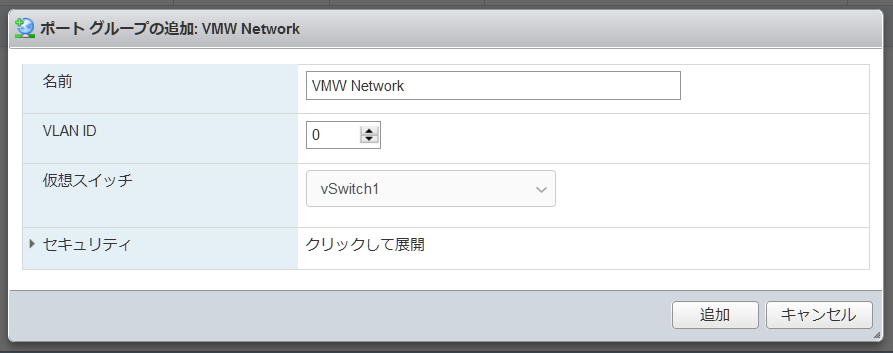 ポート グループの追加: VMW Network
名前 VMW Network
VLAN ID 0
仮想スイッチ vSwitch1
セキュリティ クリックして展開
追加 キャンセル